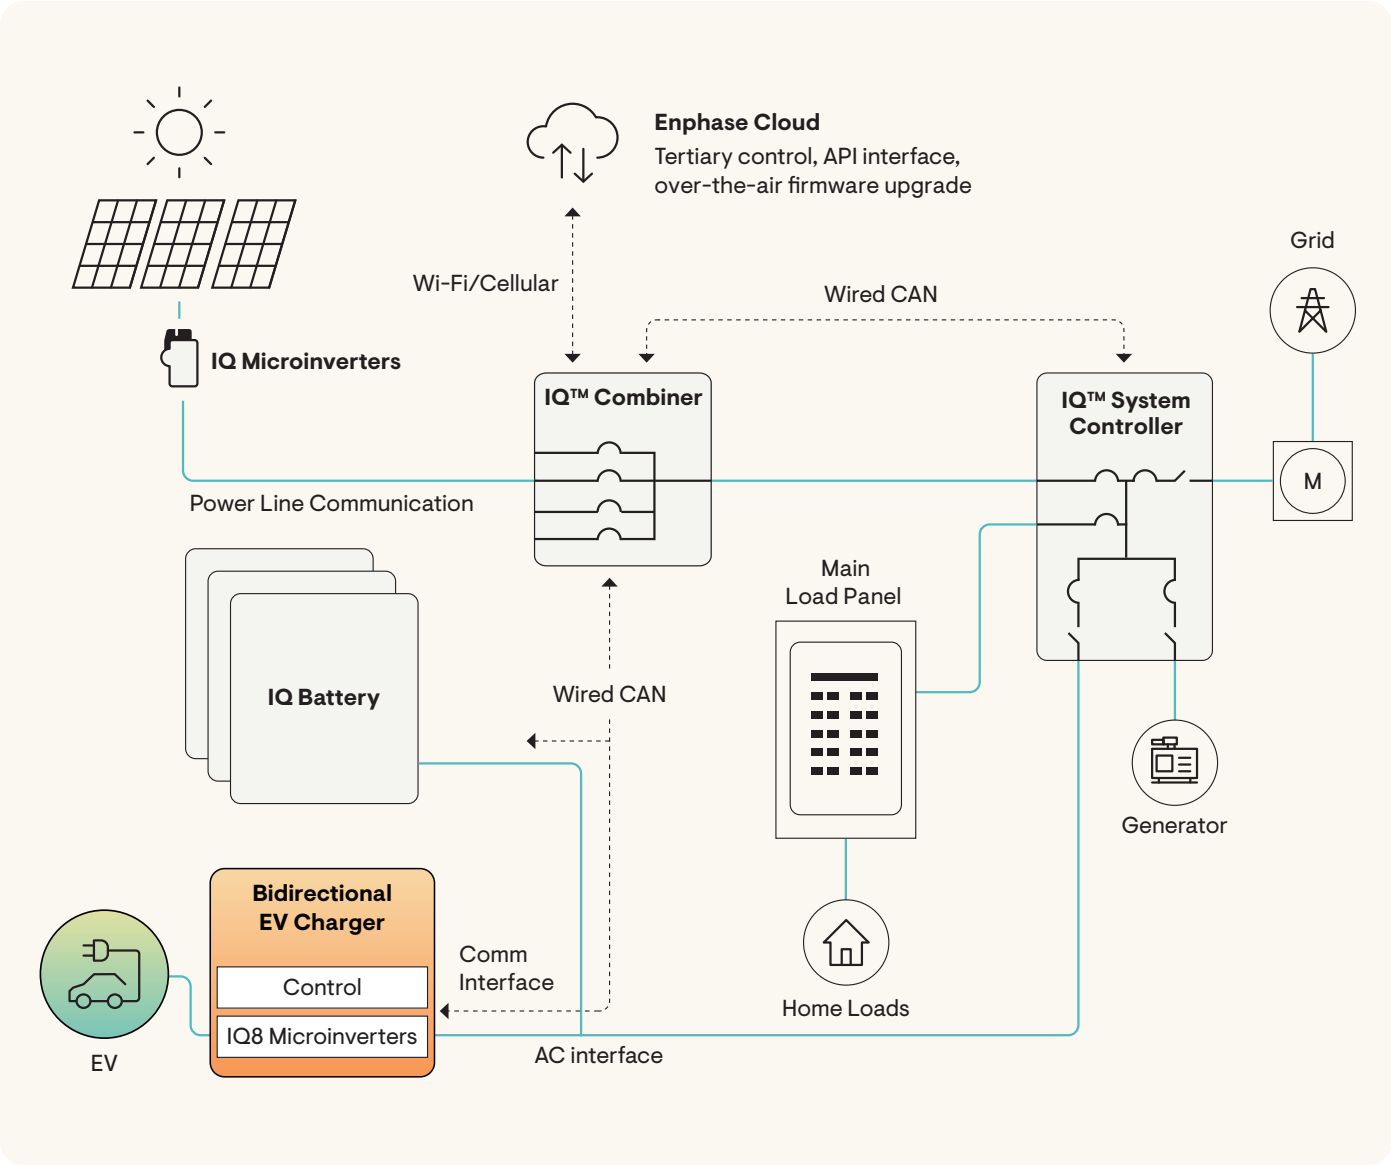 Enphase Cloud
Tertiary control, API interface,
over-the-air firmware upgrade
Grid
Wi-Fi/Cellular
Wired CAN
IQ Microinverters
IQ™ Combiner
IQ™ System
Controller
M
Power Line Communication
Main
Load Panel
IQ Battery
Wired CAN
Generator
Bidirectional
EV Charger
Comm
Interface
Control
Home Loads
IQ8 Microinverters
AC interface
EV